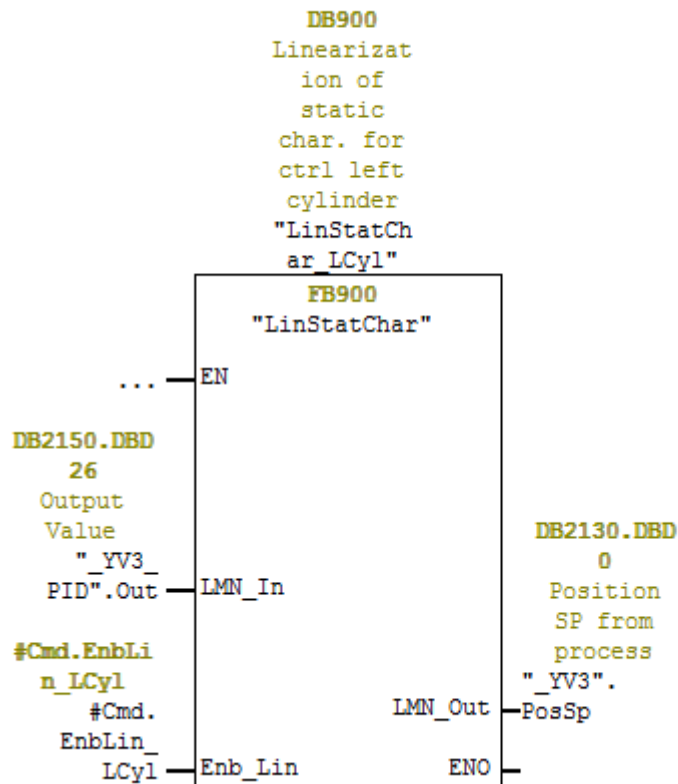 DB900
Linearizat
ion of
static
char. for
ctrl left
cylinder
"LinStatCh
ar_LCyl"
FB900
"LinStatChar"
... EN
DB2150.DBD
26
Output
Value
"_YV3_
PID".Out LMN_In
#Cmd.EnbLi
n_LCyl
#Cmd.
EnbLin_
LCyl Enb_Lin
DB2130.DBD
0
Position
SP from
process
"_YV3".
LMN_Out PosSp
ENO